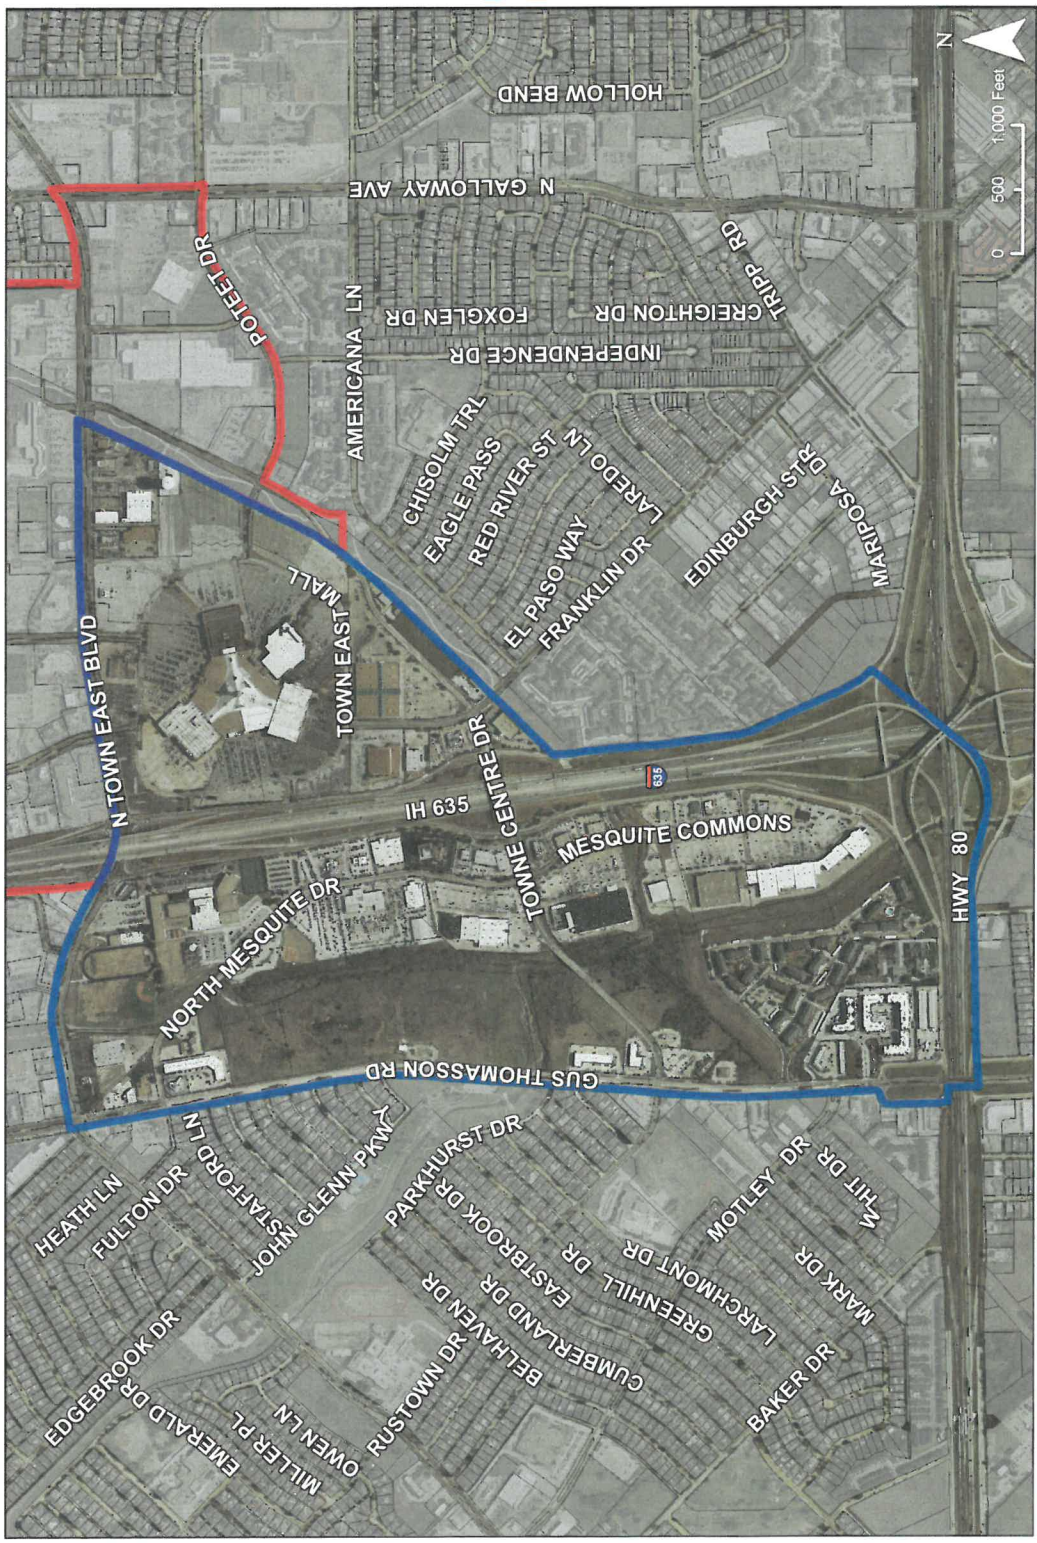 HOLLOW BEND
N
0 500 1,000 Feet
N GALLOWAY AVE
POTEET DR
TRIPP RD
AMERICANA LN
FOXGLEN DR
CREIGHTON DR
INDEPENDENCE DR
CHISOLM TRL
EAGLE PASS
RED RIVER ST
LAREDO LN
EL PASO WAY
FRANKLIN DR
EDINBURGH STR
MARIPOSA DR
TOWN EAST
MALL
N TOWN EAST BLVD
IH 635
635
TOWNE CENTRE DR
MESQUITE COMMONS
HWY 80
NORTH MESQUITE DR
GUS THOMASSON RD
HEATH LN
FULTON DR
STAFFORD LN
JOHN GLENN PKWY
PARKHURST DR
EDGEBROOK DR
EMERALD DR
MILLER PL
OWEN LN
RUSTOWN DR
BELHAVEN DR
CUMBERLAND DR
EASTBROOK DR
GREENHILL DR
LARCHMONT DR
MOTLEY DR
WHIT DR
MARK DR
BAKER DR